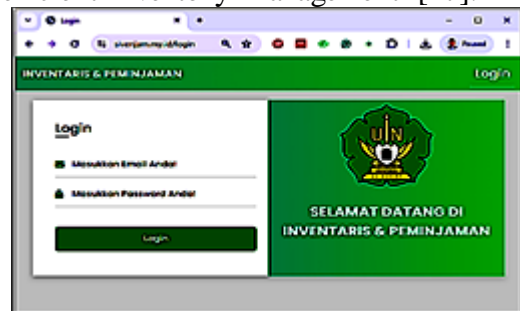 Login
siverjam.my.id/login
Paused
INVENTARIS & PEMINJAMAN
Login
Login
Masukkan Email Anda!
Masukkan Password Anda!
Login
UIN
SELAMAT DATANG DI
INVENTARIS & PEMINJAMAN